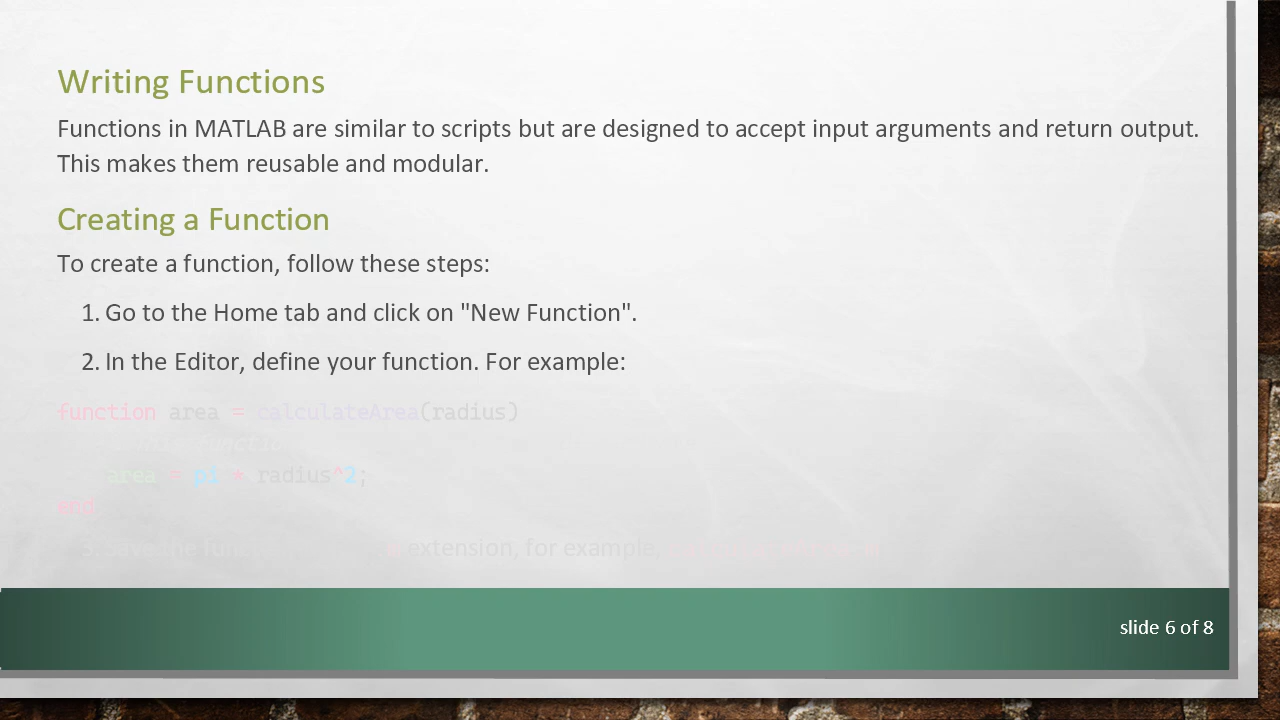 Writing Functions
Functions in MATLAB are similar to scripts but are designed to accept input arguments and return output.
This makes them reusable and modular.
Creating a Function
To create a function, follow these steps:
1. Go to the Home tab and click on "New Function".
2. In the Editor, define your function. For example:
function area = calculateArea(radius)
area = pi * radius^2;
end
3. Save the extension, for example,
slide 6 of 8